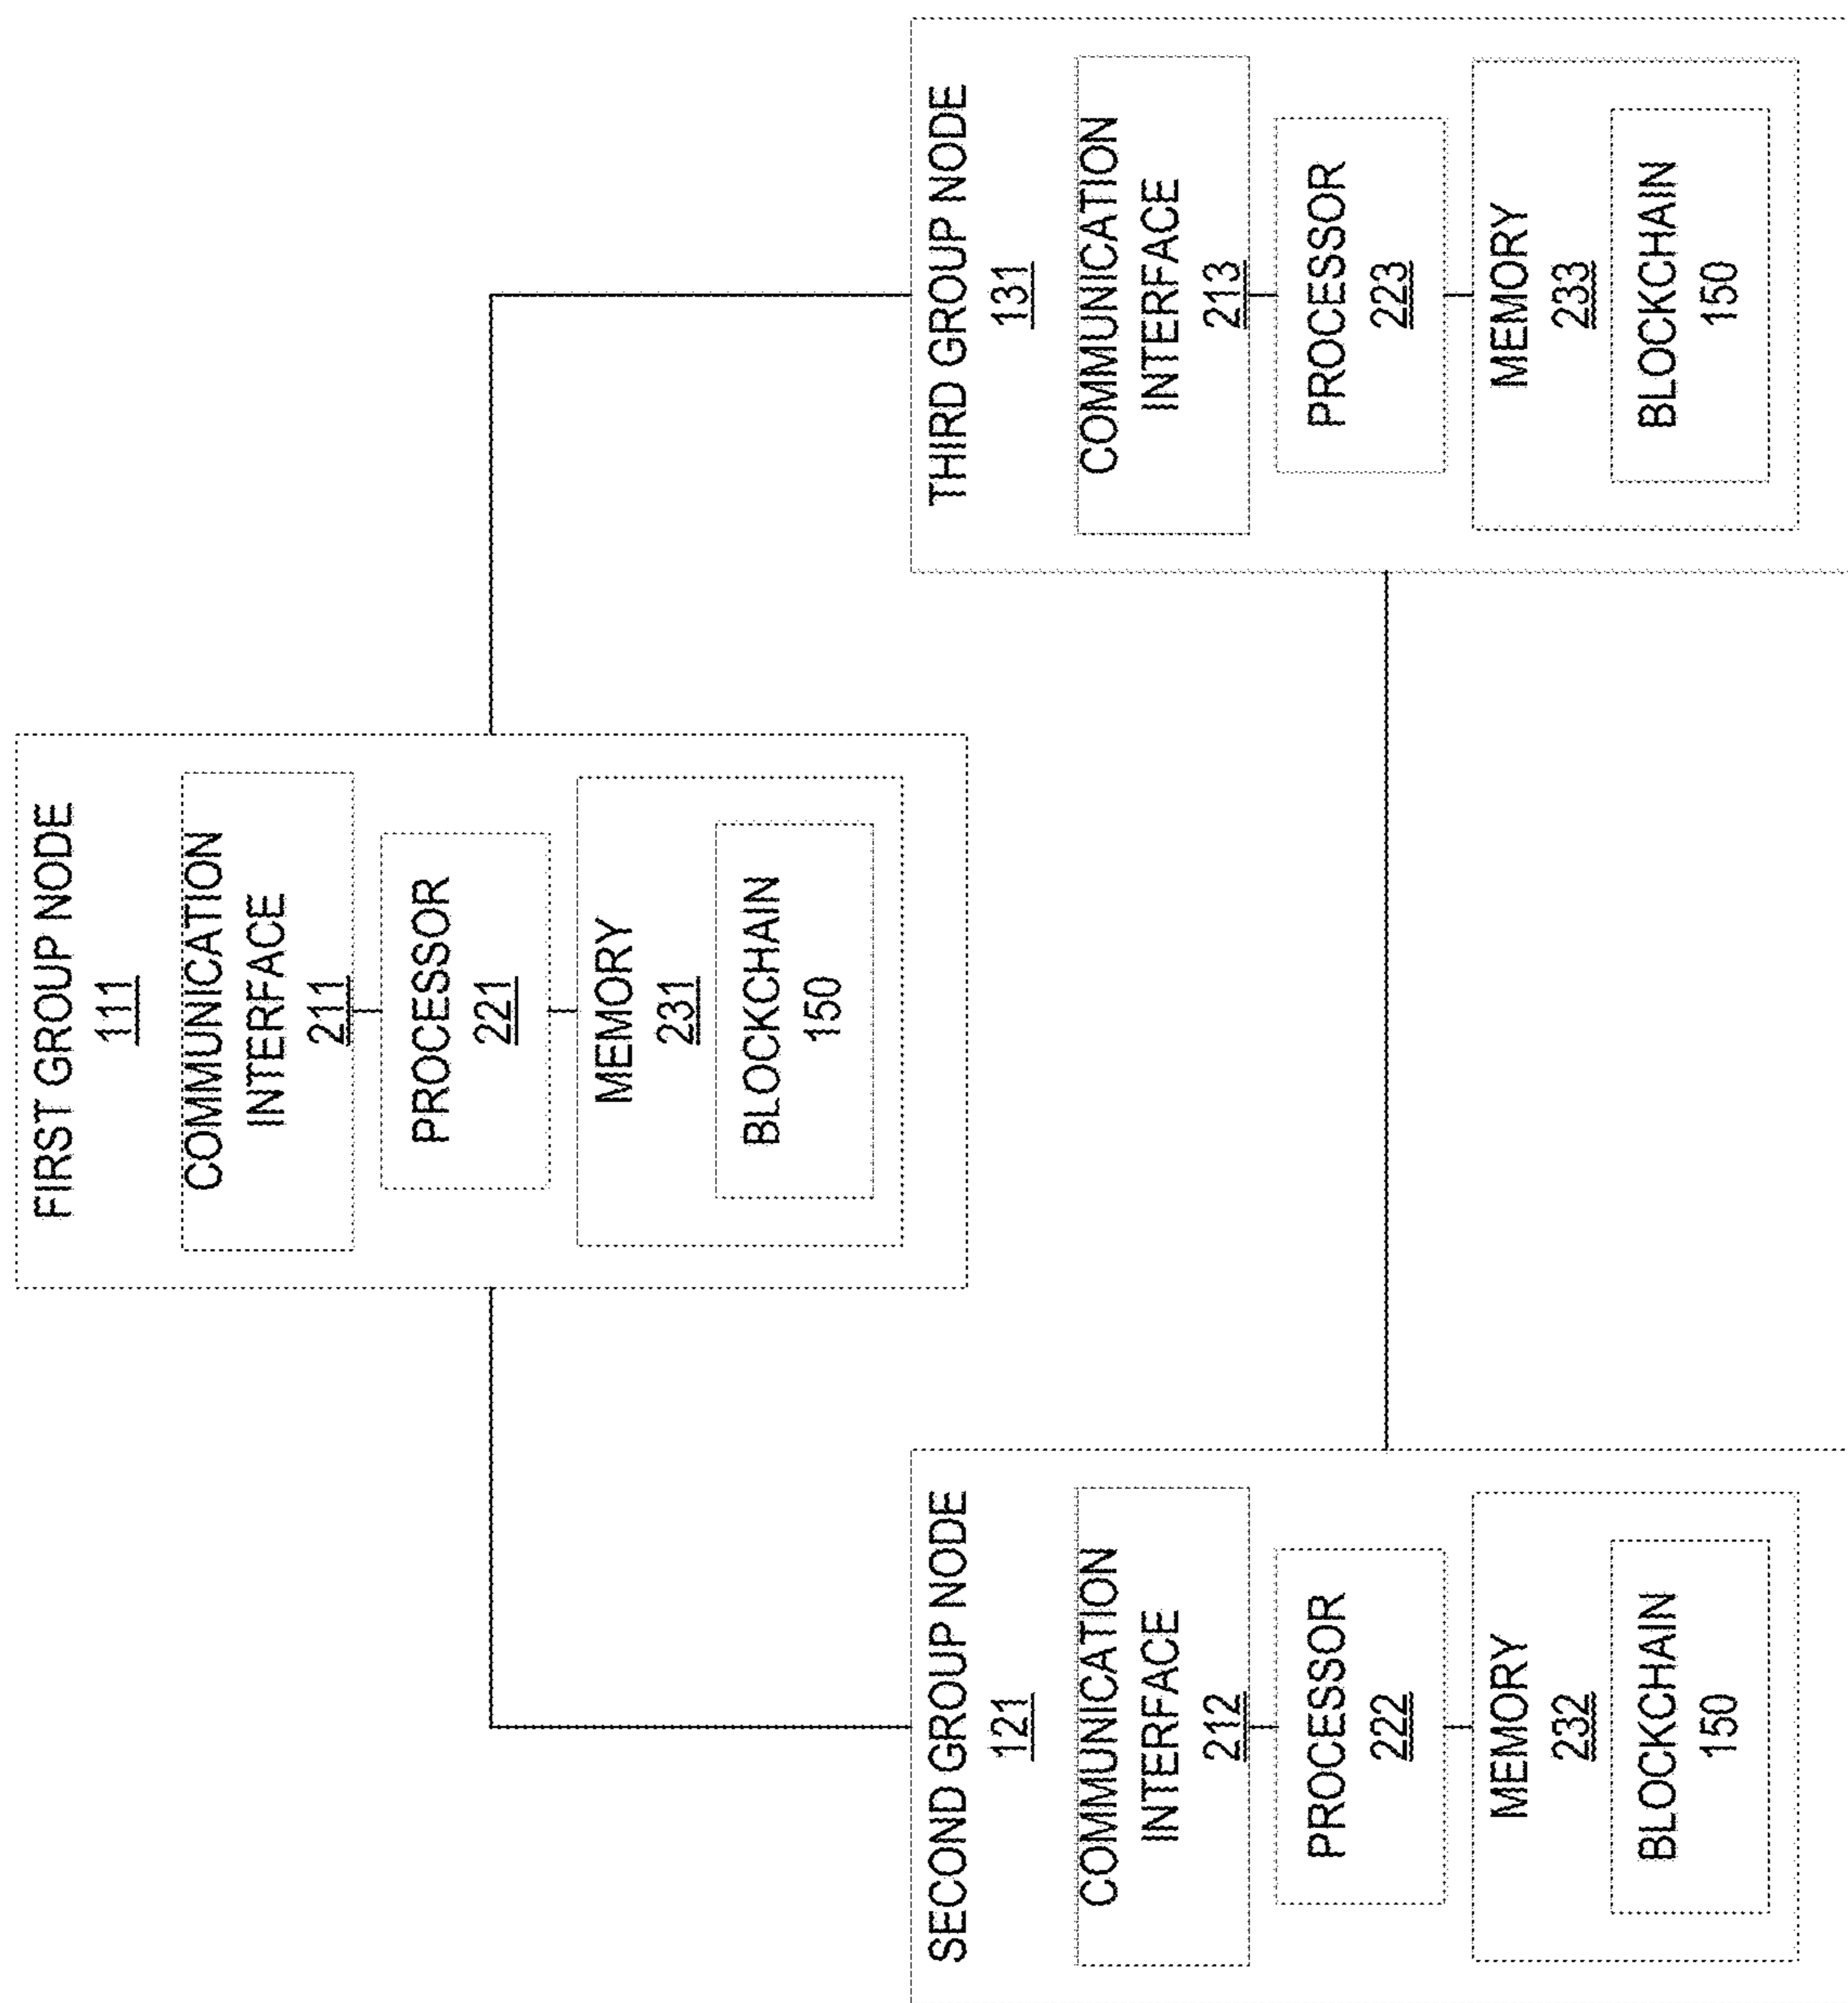 FIRST GROUP NODE
111
COMMUNICATION
INTERFACE
211
PROCESSOR
221
MEMORY
231
BLOCKCHAIN
150
SECOND GROUP NODE
121
COMMUNICATION
INTERFACE
212
PROCESSOR
222
MEMORY
232
BLOCKCHAIN
150
THIRD GROUP NODE
131
COMMUNICATION
INTERFACE
213
PROCESSOR
223
MEMORY
233
BLOCKCHAIN
150